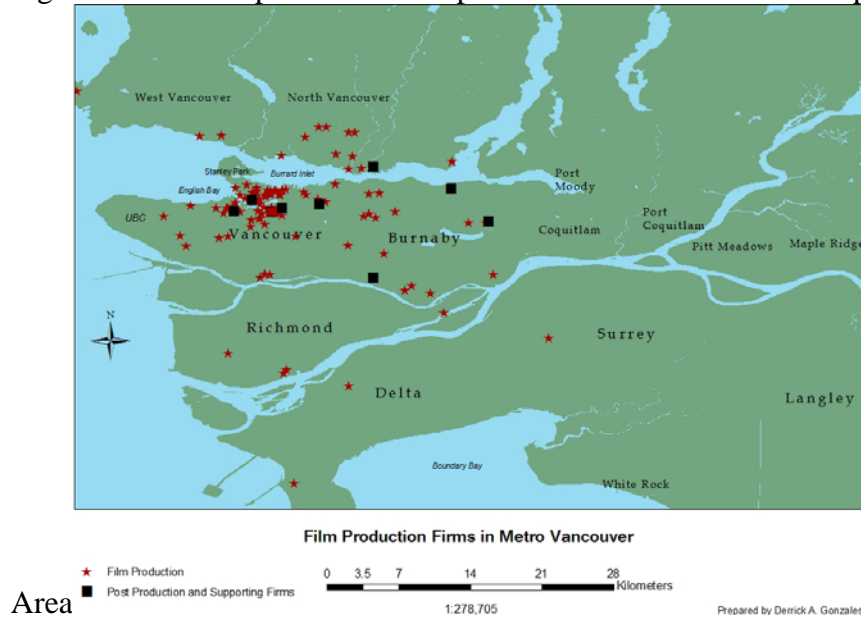 West Vancouver
North Vancouver
Stanley Park
Burrard Inlet
English Bay
Port
Moody
UBC
Vancouver
Burnaby
Coquitlam
Port
Coquitlam
Pitt Meadows
Maple Ridge
N
Richmond
Surrey
Delta
Langley
Boundary Bay
White Rock
Film Production Firms in Metro Vancouver
Film Production
Post Production and Supporting Firms
0 3.5 7 14 21 28
Kilometers
1:278,705
Area
Prepared by Derrick A. Gonzales